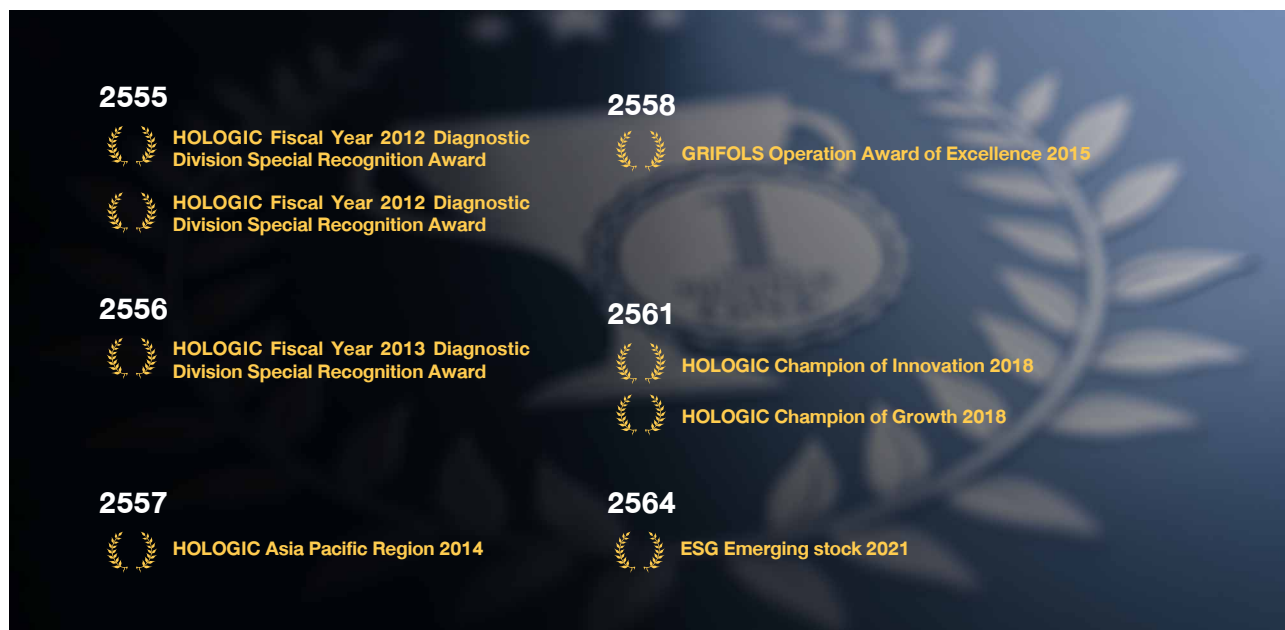 2555
HOLOGIC Fiscal Year 2012 Diagnostic
Division Special Recognition Award
HOLOGIC Fiscal Year 2012 Diagnostic
Division Special Recognition Award
2556
HOLOGIC Fiscal Year 2013 Diagnostic
Division Special Recognition Award
2557
HOLOGIC Asia Pacific Region 2014
2558
GRIFOLS Operation Award of Excellence 2015
2561
HOLOGIC Champion of Innovation 2018
HOLOGIC Champion of Growth 2018
2564
ESG Emerging stock 2021
1